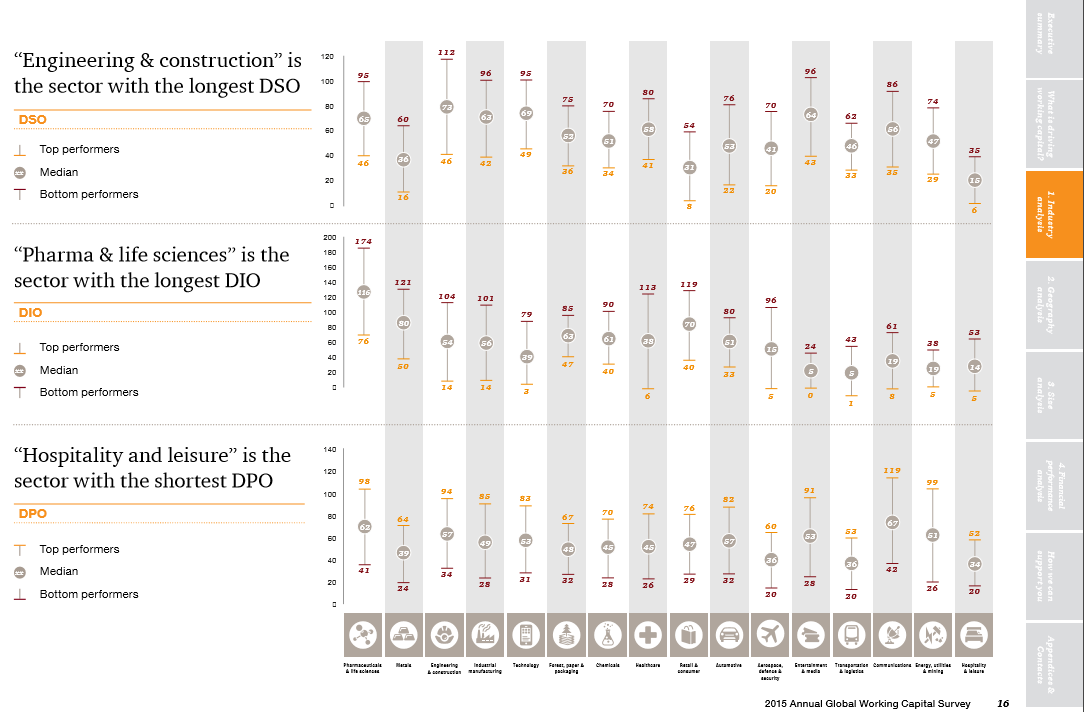 “Engineering & construction” is
the sector with the longest DSO
DSO
Top performers
xx Median
Bottom performers
120
100
80
60
40
20
0
95 60 112 96 95 75 70 80 54 76 70 96 62 86 74 35
65 36 73 63 69 52 51 58 31 53 41 64 46 56 47 15
46 16 46 42 49 36 34 41 8 22 20 43 33 35 29 6
“Pharma & life sciences” is the
sector with the longest DIO
DIO
Top performers
xx Median
Bottom performers
200
180
160
140
120
100
80
60
40
20
0
174 121 104 101 79 85 90 113 119 80 96 24 43 61 38 53
116 80 54 56 39 63 61 38 70 51 15 5 5 19 19 14
76 50 14 14 3 47 40 6 40 33 5 0 1 8 5 5
“Hospitality and leisure” is the
sector with the shortest DPO
DPO
Top performers
xx Median
Bottom performers
140
120
100
80
60
40
20
0
98 64 94 85 83 67 70 74 76 82 60 91 53 119 99 52
62 39 57 49 53 48 45 45 47 57 36 53 36 67 51 34
41 24 34 28 31 32 28 26 29 32 20 28 20 42 26 20
Pharmaceuticals
& life sciences
Metals
Engineering
& construction
Industrial
manufacturing
Technology
Forest, paper &
packaging
Chemicals
Healthcare
Retail &
consumer
Automotive
Aerospace,
defence &
security
Entertainment
& media
Transportation
& logistics
Communications
Energy, utilities
& mining
Hospitality
& leisure
Executive
summary
What is driving
working capital?
1. Industry
analysis
2. Geography
analysis
3. Size
analysis
4. Financial
performance
analysis
How we can
support you
Appendices &
Contacts
2015 Annual Global Working Capital Survey 16